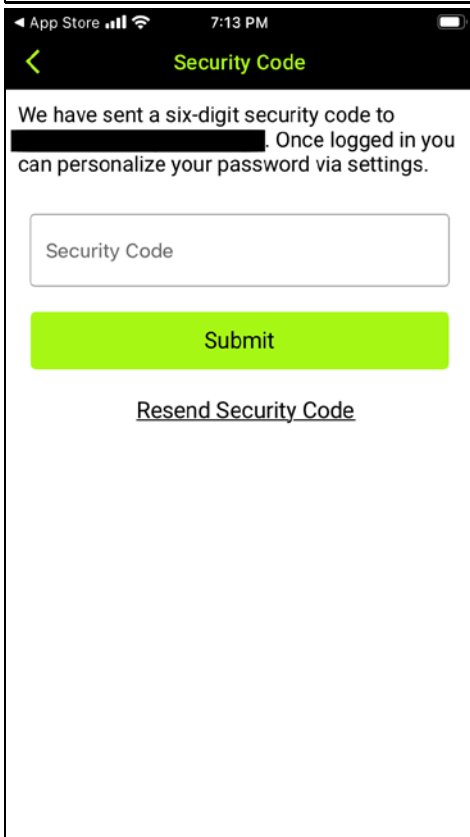 ◄ App Store 7:13 PM
Security Code
We have sent a six-digit security code to
. Once logged in you
can personalize your password via settings.
Security Code
Submit
Resend Security Code